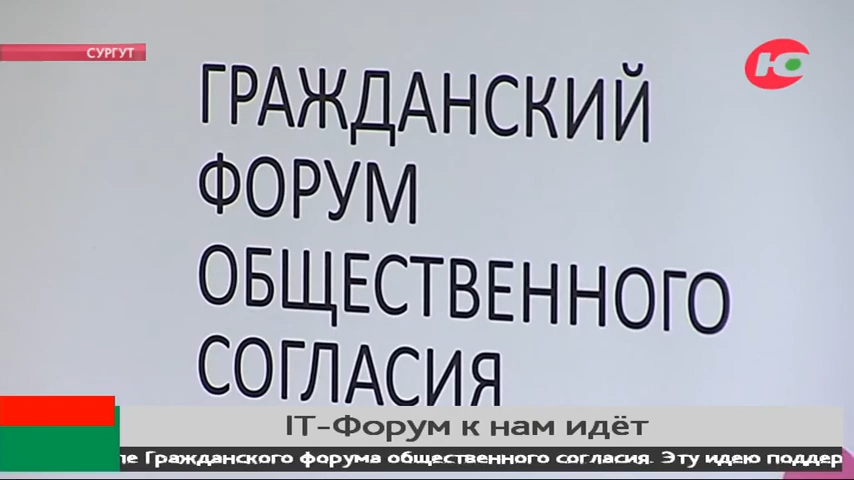 СУРГУТ
Ю
ГРАЖДАНСКИЙ
ФОРУМ
ОБЩЕСТВЕННОГО
СОГЛАСИЯ
IT-Форум к нам идёт
Гражданского форума общественного согласия. Эту идею поддер